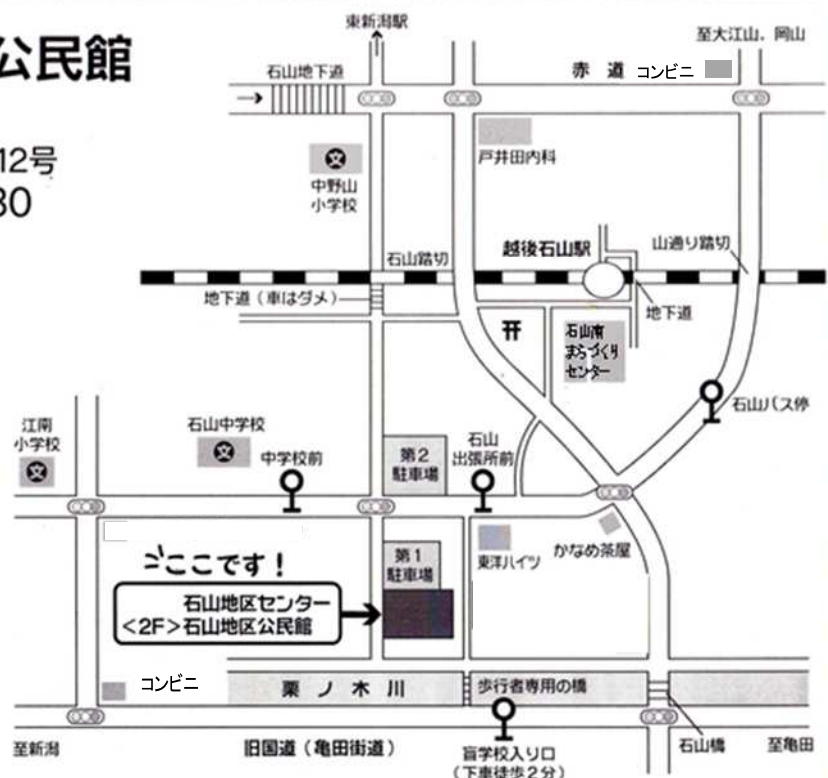 公民館
12号
30
東新潟駅
至大江山、岡山
石山地下道
赤 道 コンビニ
文
中野山
小学校
戸井田内科
石山踏切
越後石山駅
山通り踏切
地下道(車はダメ)
地下道
石山南
まちづくり
センター
石山バス停
江南
小学校
文
石山中学校
文
中学校前
第2
駐車場
石山
出張所前
ここです!
第1
駐車場
東洋ハイツ
かなめ茶屋
石山地区センター
<2F>石山地区公民館
コンビニ
栗ノ木川
歩行者専用の橋
至新潟
旧国道(亀田街道)
盲学校入り口
(下車徒歩2分)
石山橋
至亀田